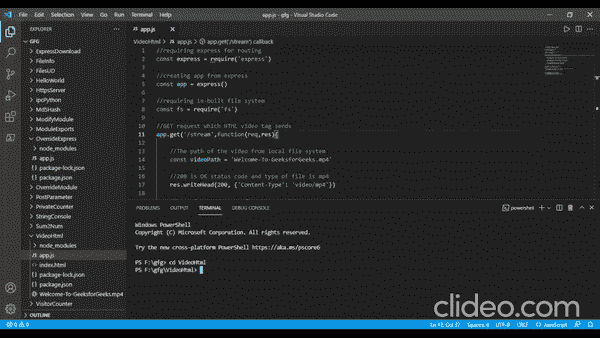 File Edit Selection View Go Run Terminal Help
app.js - gfg - Visual Studio Code
EXPLORER
GFG
ExpressDownload
FileInfo
FilesUD
HelloWorld
HttpsServer
ipcPython
Md5Hash
ModifyModule
ModuleExports
OverrideExpress
node_modules
app.js
package-lock.json
package.json
OverrideModule
PostParameter
PrivateCounter
StringConsole
Sum2Num
VideoHtml
node_modules
app.js
index.html
package-lock.json
package.json
Welcome-To-GeeksforGeeks.mp4
VisitorCounter
OUTLINE
app.js
VideoHtml > app.js > app.get('/stream') callback
1 //requiring express for routing
2 const express = require('express')
3
4 //creating app from express
5 const app = express()
6
7 //requiring in-built file system
8 const fs = require('fs')
9
10 //GET request which HTML video tag sends
11 app.get('/stream',function(req,res){
12
13 //The path of the video from local file system
14 const videoPath = 'Welcome-To-GeeksforGeeks.mp4'
15
16 //200 is OK status code and type of file is mp4
17 res.writeHead(200, {'Content-Type': 'video/mp4'})
PROBLEMS OUTPUT TERMINAL DEBUG CONSOLE
powershell
Windows PowerShell
Copyright (C) Microsoft Corporation. All rights reserved.
Try the new cross-platform PowerShell https://aka.ms/pscore6
PS F:\gfg> cd VideoHtml
PS F:\gfg\VideoHtml>
0 0
UTF-8 CRLF JavaScript
clideo.com